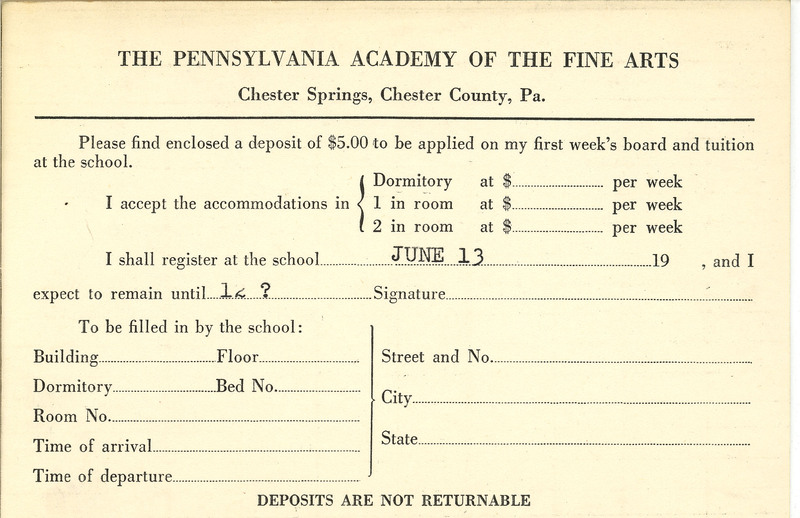 THE PENNSYLVANIA ACADEMY OF THE FINE ARTS
Chester Springs, Chester County, Pa.
Please find enclosed a deposit of $5.00 to be applied on my first week's board and tuition
at the school.
Dormitory at $ per week
I accept the accommodations in 1 in room at $ per week
2 in room at $ per week
I shall register at the school JUNE 13 19 , and I
expect to remain until ? Signature
To be filled in by the school:
Building Floor
Dormitory Bed No.
Room No.
Time of arrival
Time of departure
Street and No.
City
State
DEPOSITS ARE NOT RETURNABLE